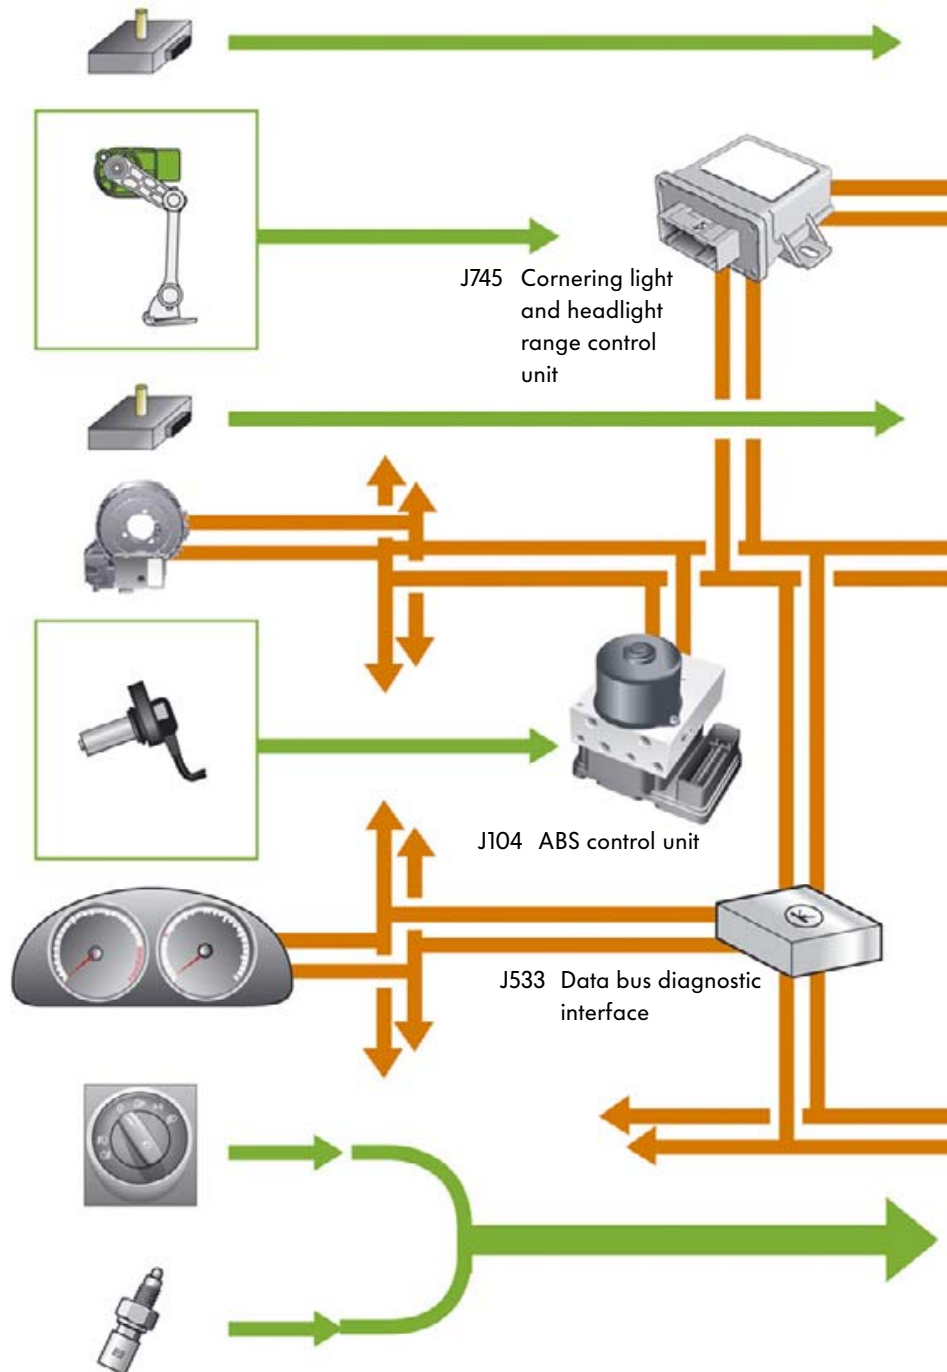 J745 Cornering light
and headlight
range control
unit
J104 ABS control unit
J533 Data bus diagnostic
interface